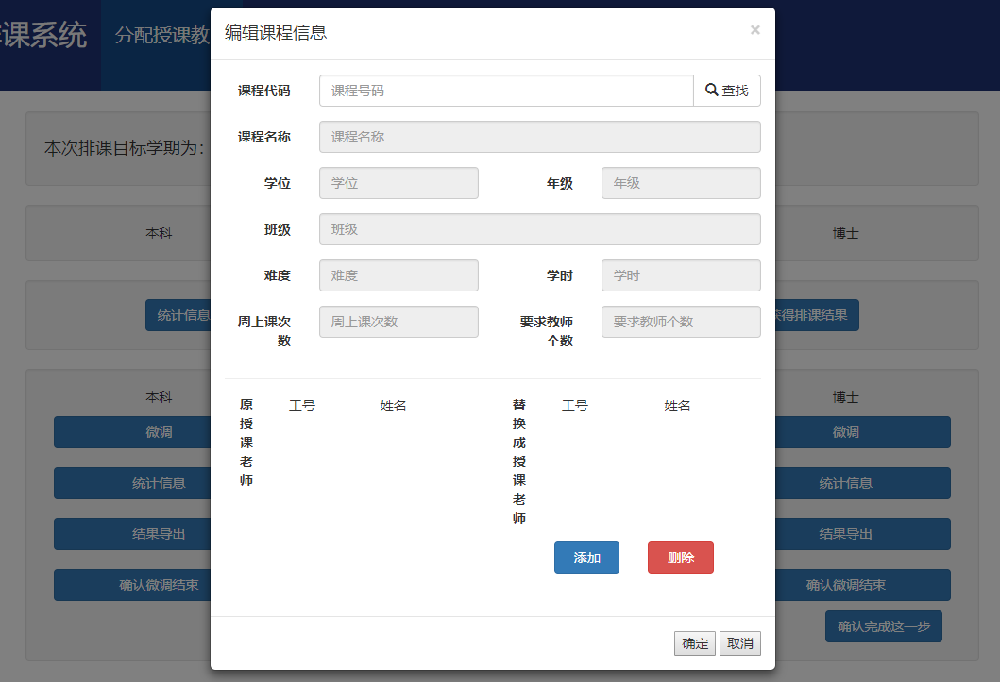 课系统
分配授课教
编辑课程信息
×
本次排课目标学期为：
课程代码 课程号码 查找
课程名称 课程名称
学位 学位 年级 年级
本科 班级 班级 博士
难度 难度 学时 学时
统计信息 周上课次数 周上课次数 要求教师个数 要求教师个数 获得排课结果
本科 博士
原授课老师 工号 姓名 替换成授课老师 工号 姓名
微调 微调
统计信息 统计信息
结果导出 结果导出
添加 删除
确认微调结束 确认微调结束
确认完成这一步
确定 取消